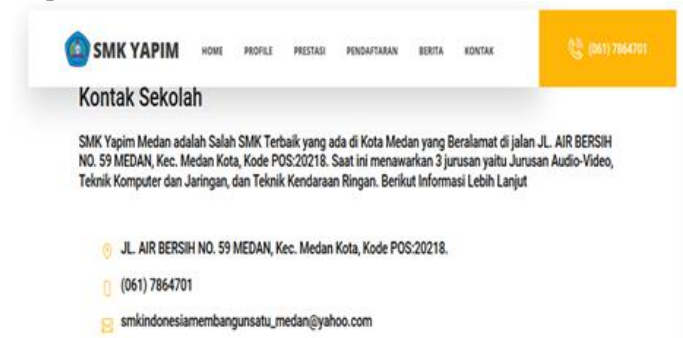 SMK YAPIM HOME PROFILE PRESTASI PENDAFTARAN BERITA KONTAK (061) 7864701
Kontak Sekolah
SMK Yapim Medan adalah Salah SMK Terbaik yang ada di Kota Medan yang Beralamat di jalan JL. AIR BERSIH
NO. 59 MEDAN, Kec. Medan Kota, Kode POS:20218. Saat ini menawarkan 3 jurusan yaitu Jurusan Audio-Video,
Teknik Komputer dan Jaringan, dan Teknik Kendaraan Ringan. Berikut Informasi Lebih Lanjut
JL. AIR BERSIH NO. 59 MEDAN, Kec. Medan Kota, Kode POS:20218.
(061) 7864701
smkindonesiamembangunsatu_medan@yahoo.com